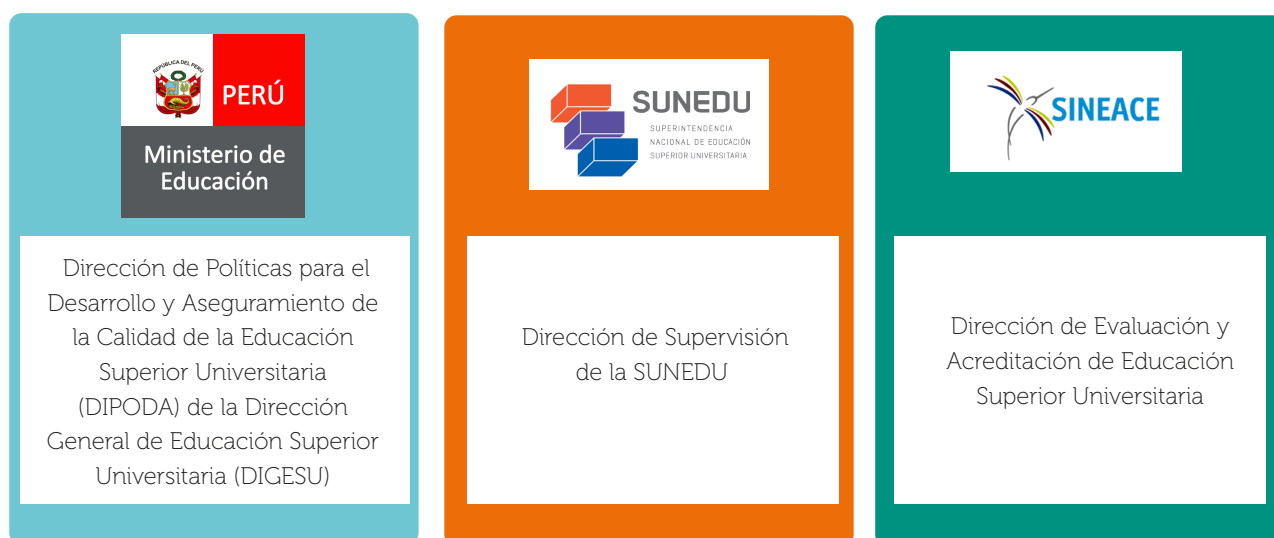 REPÚBLICA DEL PERÚ
PERÚ
Ministerio de
Educación
Dirección de Políticas para el
Desarrollo y Aseguramiento de
la Calidad de la Educación
Superior Universitaria
(DIPODA) de la Dirección
General de Educación Superior
Universitaria (DIGESU)
SUNEDU
SUPERINTENDENCIA
NACIONAL DE EDUCACIÓN
SUPERIOR UNIVERSITARIA
Dirección de Supervisión
de la SUNEDU
SINEACE
Dirección de Evaluación y
Acreditación de Educación
Superior Universitaria